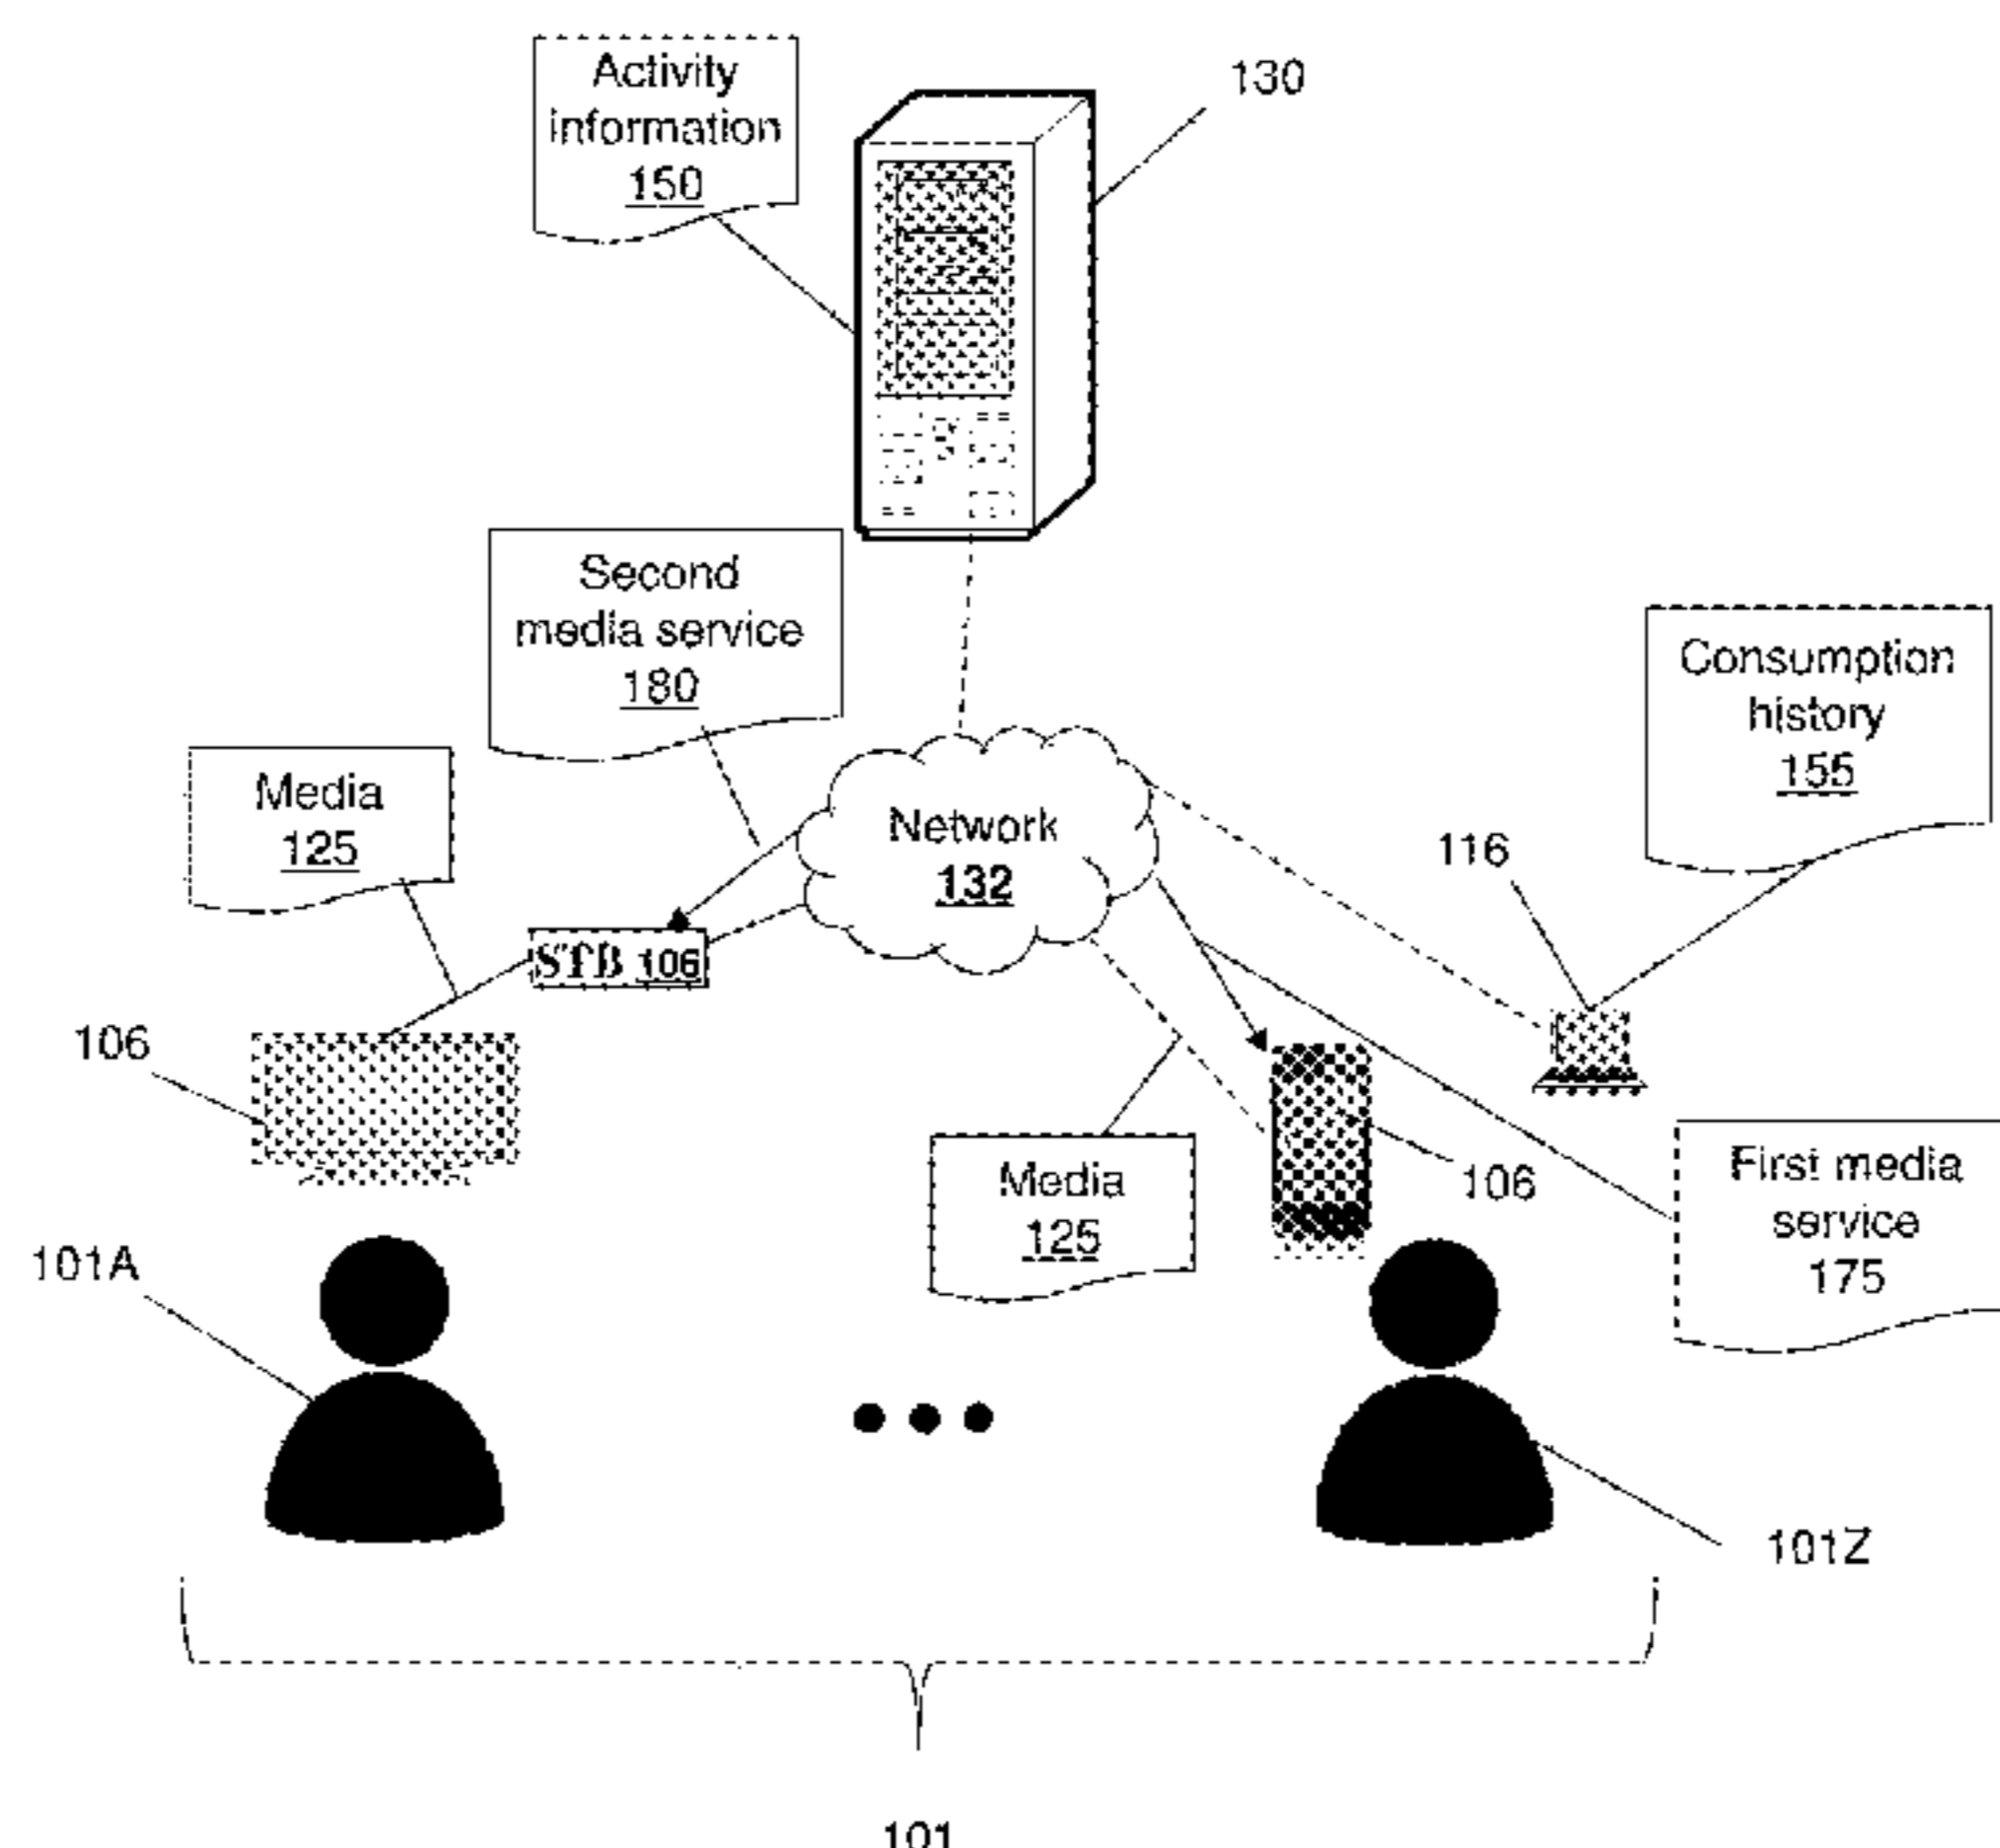 Activity
information
150
130
Second
media service
180
Consumption
history
155
Media
125
Network
132
116
STB 106
106
Media
125
106
First media
service
175
101A
101Z
101